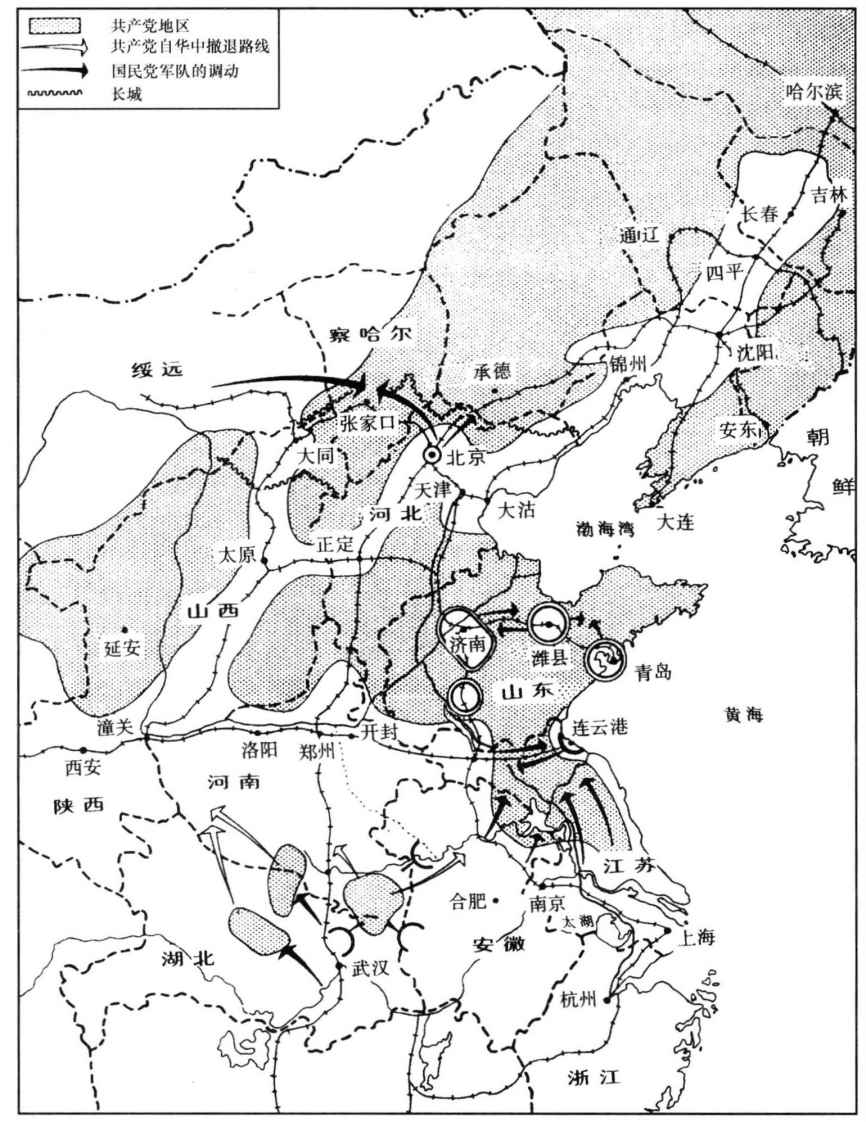 共产党地区
共产党自华中撤退路线
国民党军队的调动
长城
哈尔滨
吉林
长春
通辽
四平
察哈尔
沈阳
绥远
承德
锦州
张家口
安东
朝
大同
北京
天津
鲜
河北
大沽
大连
渤海湾
正定
太原
山西
济南
延安
潍县
青岛
山东
黄海
潼关
开封
连云港
洛阳
郑州
西安
河南
陕西
江苏
合肥
南京
太湖
上海
安徽
湖北
武汉
杭州
浙江